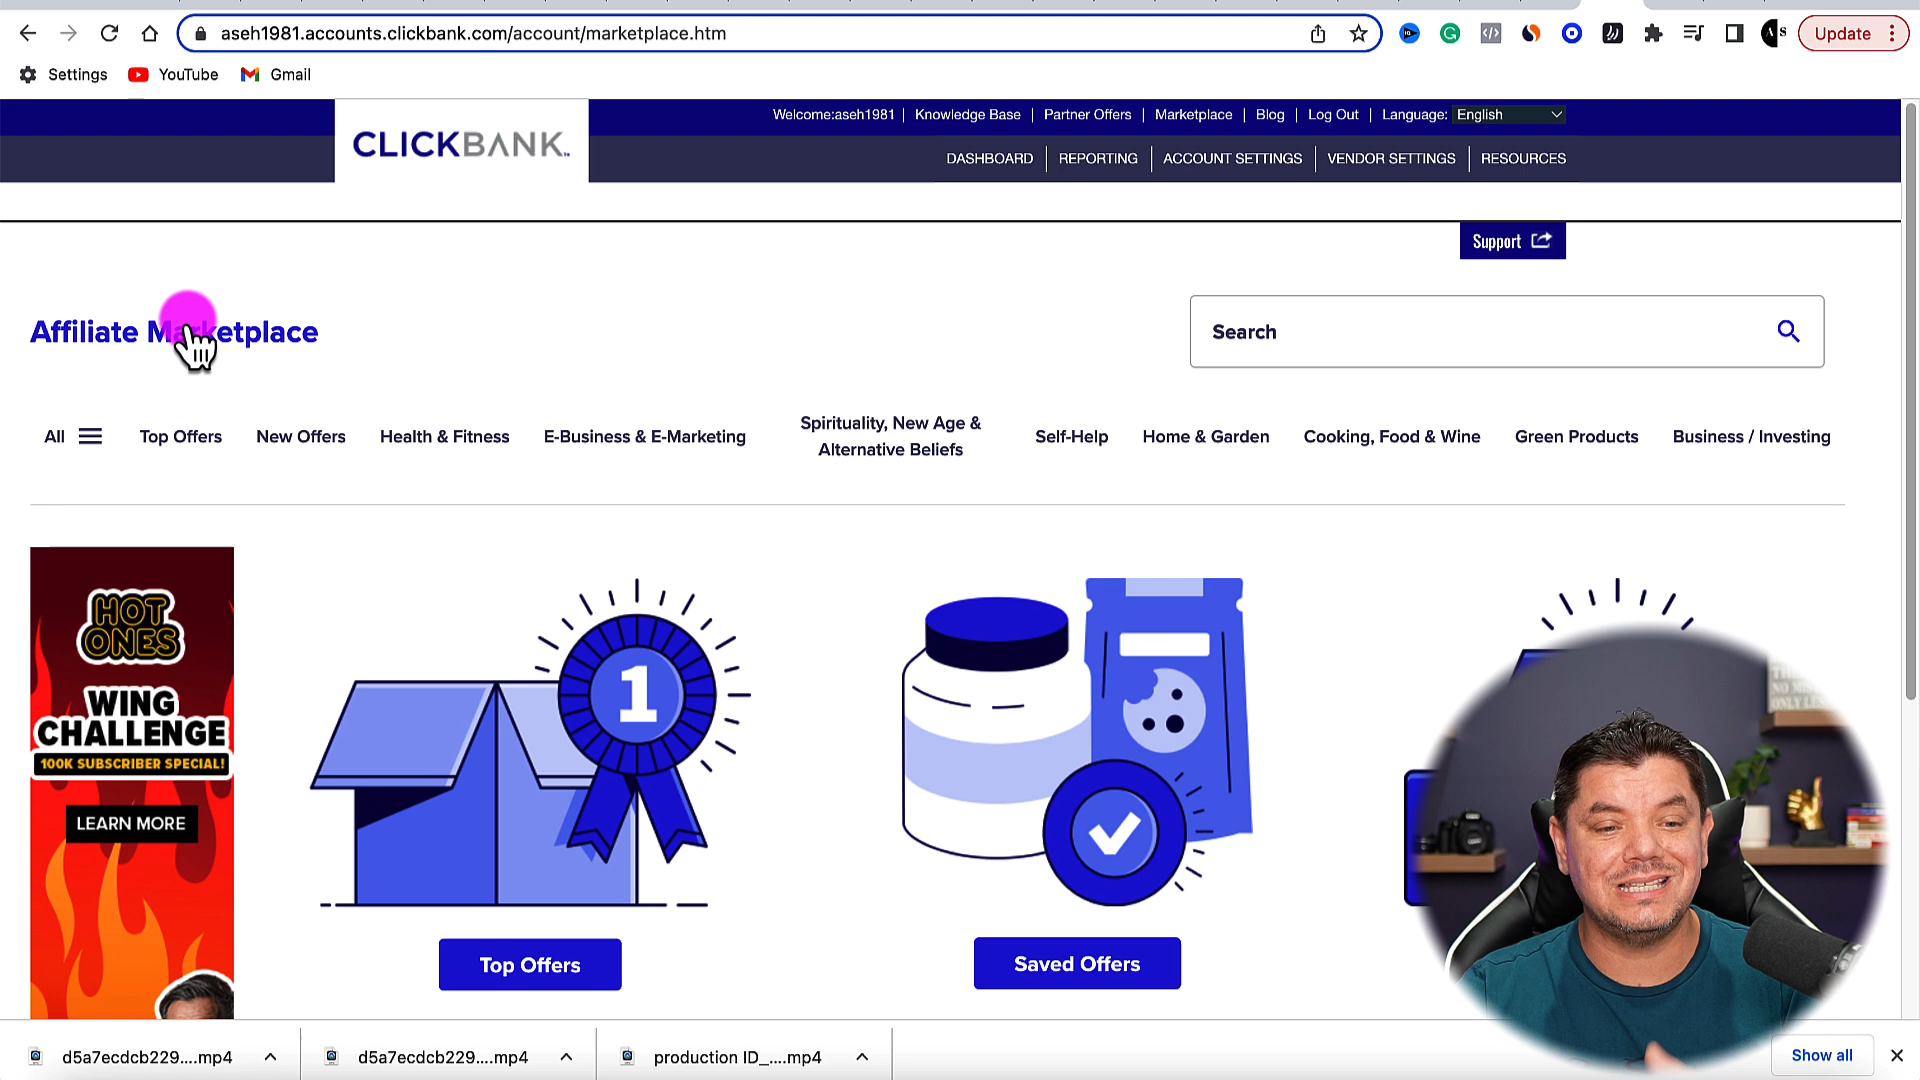 aseh1981.accounts.clickbank.com/account/marketplace.htm
Update
Settings
YouTube
Gmail
Welcome:aseh1981 | Knowledge Base | Partner Offers | Marketplace | Blog | Log Out | Language: English
CLICKBANK
DASHBOARD | REPORTING | ACCOUNT SETTINGS | VENDOR SETTINGS | RESOURCES
Support
Affiliate Marketplace
Search
All
Top Offers
New Offers
Health & Fitness
E-Business & E-Marketing
Spirituality, New Age &
Alternative Beliefs
Self-Help
Home & Garden
Cooking, Food & Wine
Green Products
Business / Investing
HOT
ONES
WING
CHALLENGE
100K SUBSCRIBER SPECIAL!
LEARN MORE
1
Top Offers
Saved Offers
d5a7ecdcb229....mp4
d5a7ecdcb229....mp4
production ID_....mp4
Show all